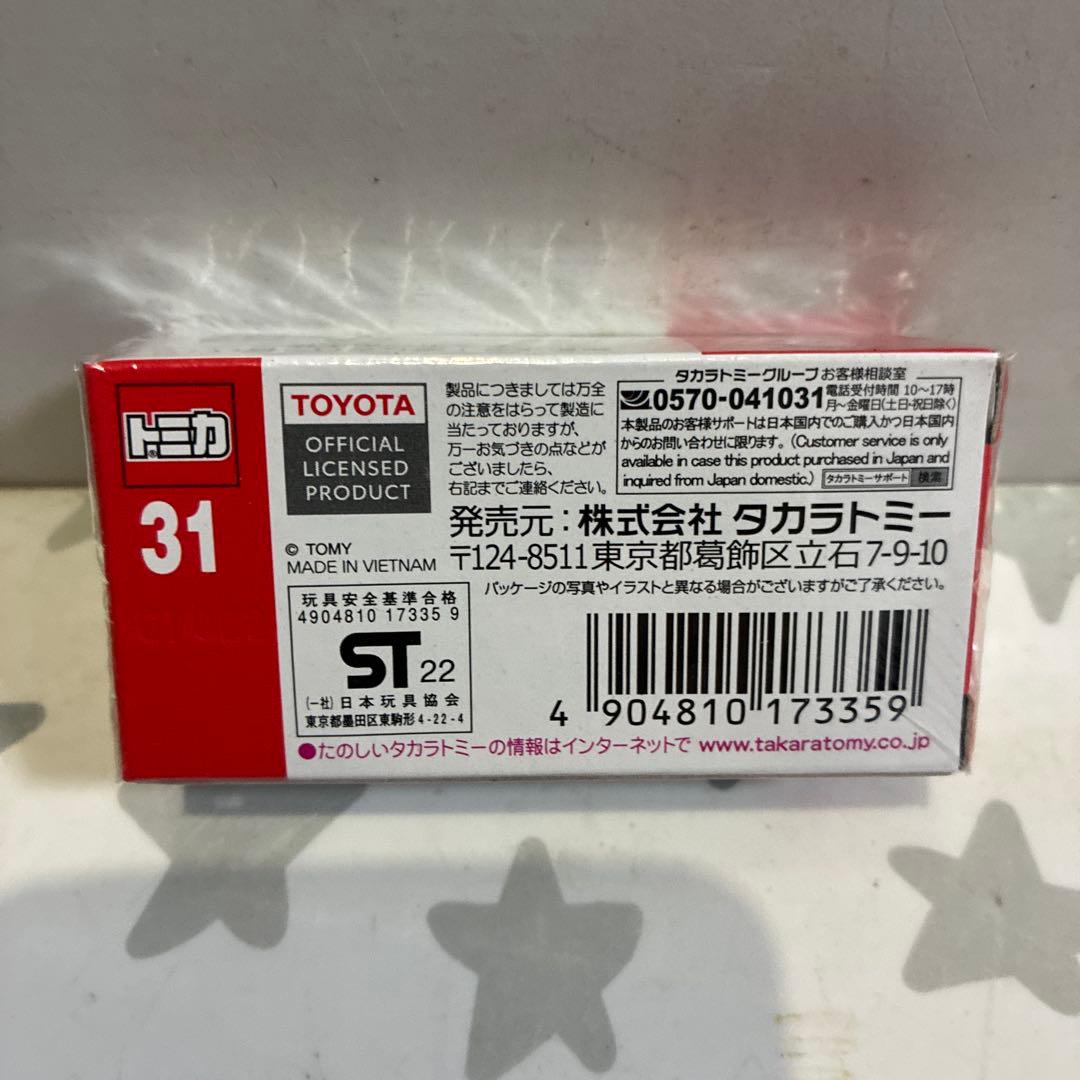 トミカ
31
TOYOTA
OFFICIAL
LICENSED
PRODUCT
© TOMY
MADE IN VIETNAM
製品につきましては万全
の注意をはらって製造に
当たっておりますが、
万一お気づきの点などが
ございましたら、
右記までご連絡ください。
タカラトミーグループお客様相談室
0570-041031 電話受付時間 10〜17時
月〜金曜日(土日・祝日除く)
本製品のお客様サポートは日本国内でのご購入かつ日本国内
からのお問い合わせに限ります。(Customer service is only
available in case this product purchased in Japan and
inquired from Japan domestic.) タカラトミーサポート 検索
発売元:株式会社 タカラトミー
〒124-8511東京都葛飾区立石7-9-10
パッケージの写真やイラストと異なる場合がございますがご了承ください。
玩具安全基準合格
4904810 17335 9
ST 22
(一社)日本玩具協会
東京都墨田区東駒形4-22-4
4 904810 173359
●たのしいタカラトミーの情報はインターネットで www.takaratomy.co.jp